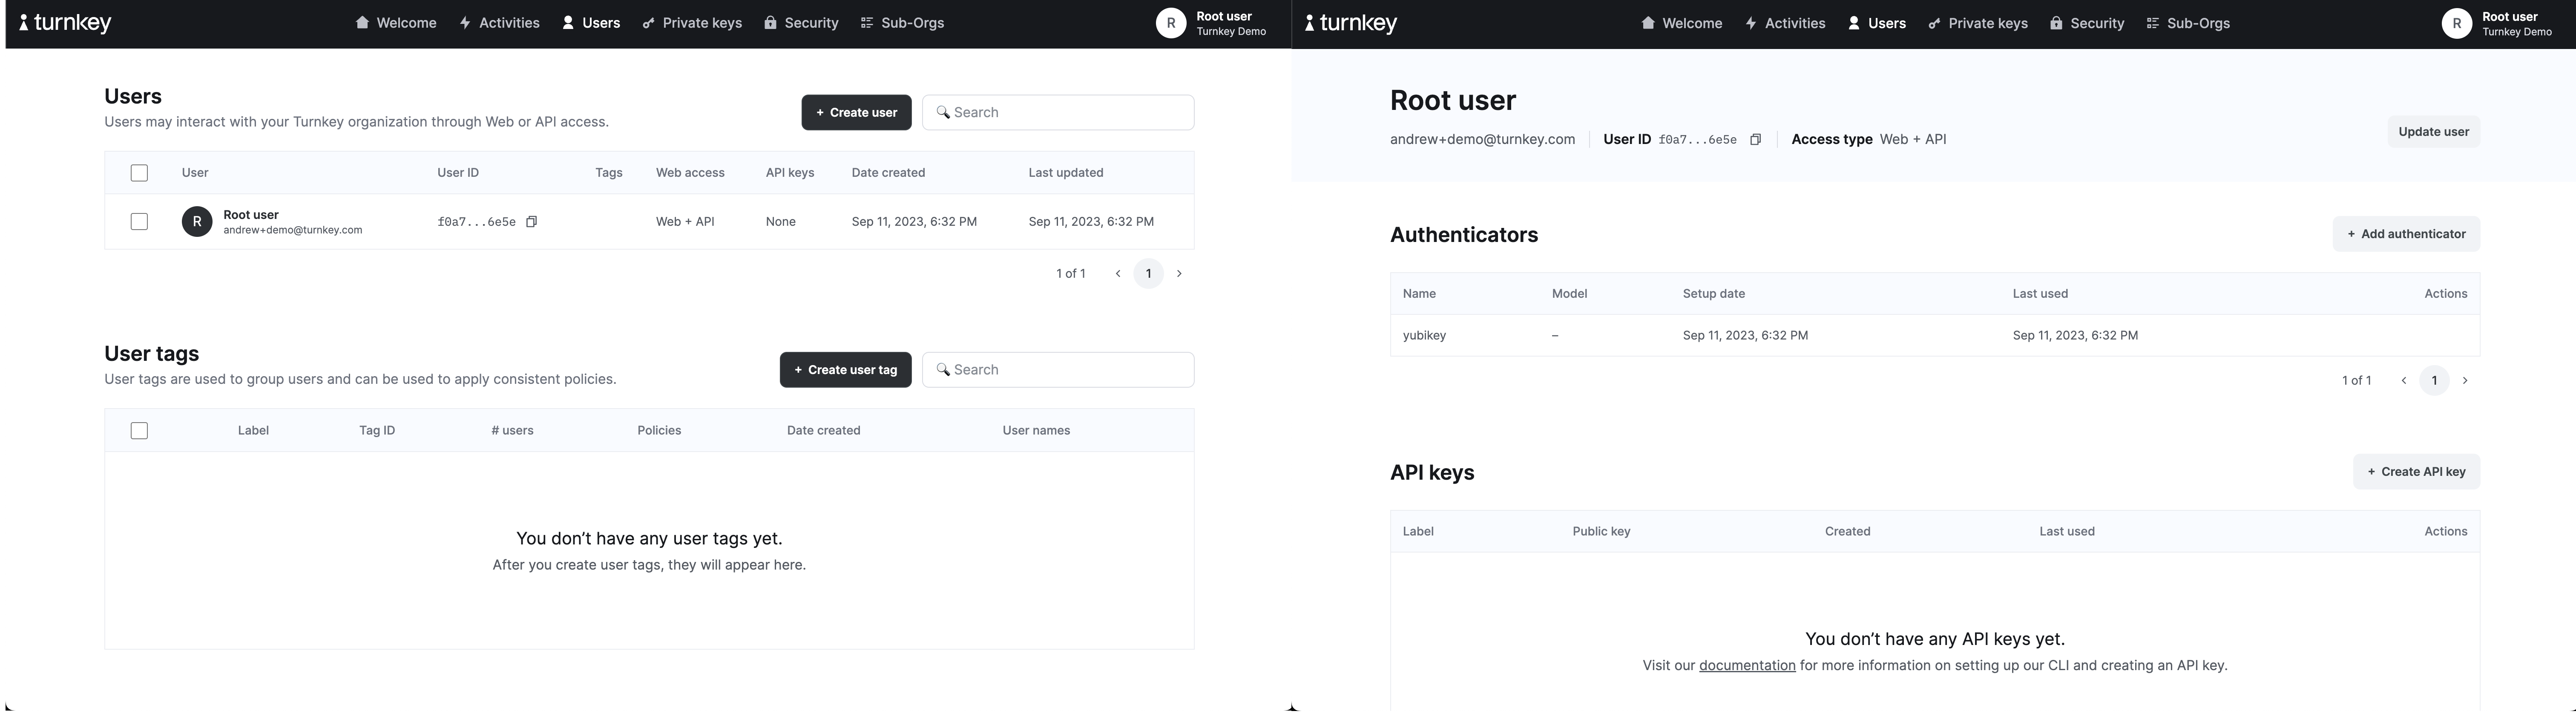 turnkey
Welcome Activities Users Private keys Security Sub-Orgs
R Root user
Turnkey Demo
Users
Users may interact with your Turnkey organization through Web or API access.
+ Create user
Search
User User ID Tags Web access API keys Date created Last updated
R Root user
andrew+demo@turnkey.com
f0a7...6e5e Web + API None Sep 11, 2023, 6:32 PM Sep 11, 2023, 6:32 PM
1 of 1 < 1 >
User tags
User tags are used to group users and can be used to apply consistent policies.
+ Create user tag
Search
Label Tag ID # users Policies Date created User names
You don’t have any user tags yet.
After you create user tags, they will appear here.
turnkey
Welcome Activities Users Private keys Security Sub-Orgs
R Root user
Turnkey Demo
Root user
andrew+demo@turnkey.com User ID f0a7...6e5e Access type Web + API
Update user
Authenticators
+ Add authenticator
Name Model Setup date Last used Actions
yubikey – Sep 11, 2023, 6:32 PM Sep 11, 2023, 6:32 PM
1 of 1 < 1 >
API keys
+ Create API key
Label Public key Created Last used Actions
You don’t have any API keys yet.
Visit our documentation for more information on setting up our CLI and creating an API key.